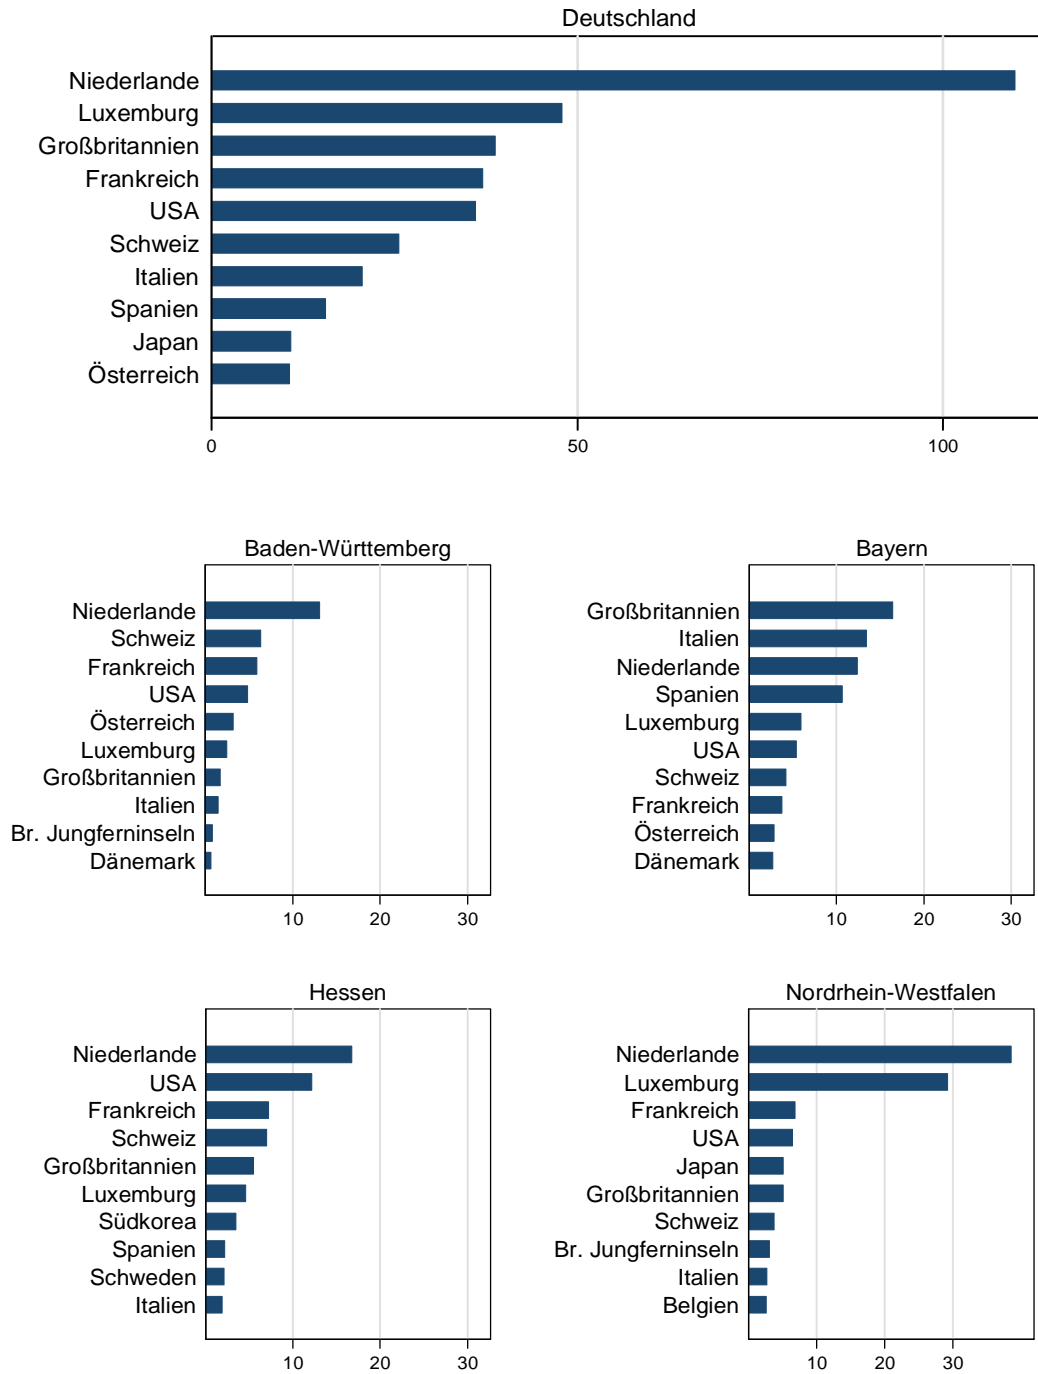 Deutschland
Niederlande
Luxemburg
Großbritannien
Frankreich
USA
Schweiz
Italien
Spanien
Japan
Österreich
0 50 100
Baden-Württemberg
Niederlande
Schweiz
Frankreich
USA
Österreich
Luxemburg
Großbritannien
Italien
Br. Jungferninseln
Dänemark
10 20 30
Bayern
Großbritannien
Italien
Niederlande
Spanien
Luxemburg
USA
Schweiz
Frankreich
Österreich
Dänemark
10 20 30
Hessen
Niederlande
USA
Frankreich
Schweiz
Großbritannien
Luxemburg
Südkorea
Spanien
Schweden
Italien
10 20 30
Nordrhein-Westfalen
Niederlande
Luxemburg
Frankreich
USA
Japan
Großbritannien
Schweiz
Br. Jungferninseln
Italien
Belgien
10 20 30